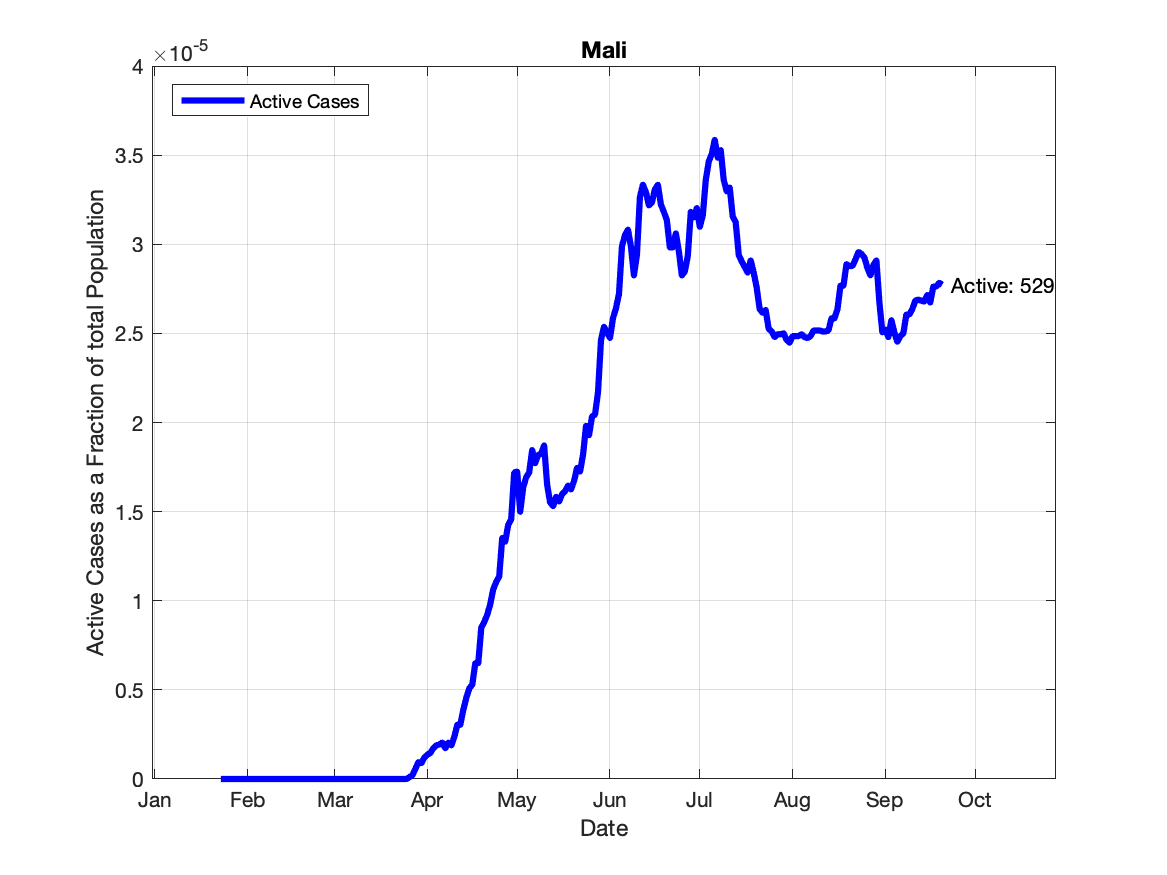 Mali
×10-5
Active Cases
4
3.5
3
2.5
2
1.5
1
0.5
0
Active Cases as a Fraction of total Population
Active: 529
Jan Feb Mar Apr May Jun Jul Aug Sep Oct
Date